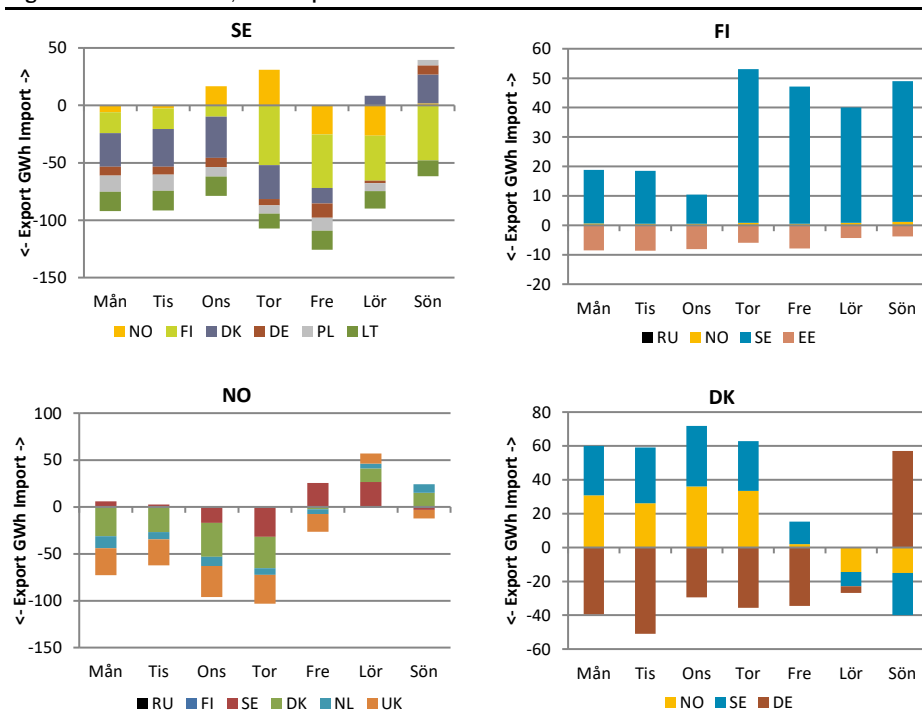 SE
<- Export GWh Import ->
50
0
-50
-100
-150
Mån Tis Ons Tor Fre Lör Sön
NO FI DK DE PL LT
FI
<- Export GWh Import ->
60
50
40
30
20
10
0
-10
-20
Mån Tis Ons Tor Fre Lör Sön
RU NO SE EE
NO
<- Export GWh Import ->
100
50
0
-50
-100
-150
Mån Tis Ons Tor Fre Lör Sön
RU FI SE DK NL UK
DK
<- Export GWh Import ->
80
60
40
20
0
-20
-40
-60
Mån Tis Ons Tor Fre Lör Sön
NO SE DE